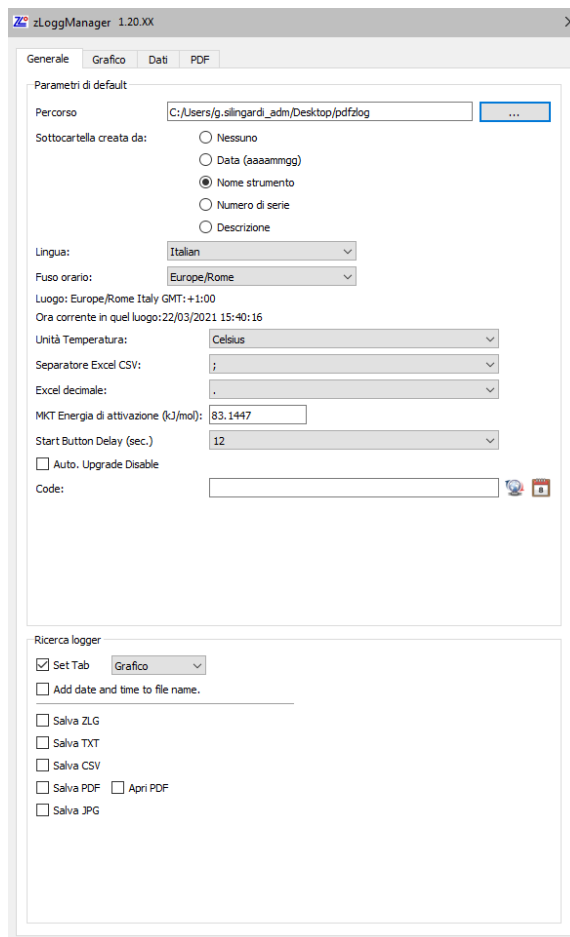 zLoggManager 1.20.XX
Generale Grafico Dati PDF
Parametri di default
Percorso C:/Users/g.silingardi_adm/Desktop/pdfzlog ...
Sottocartella creata da: Nessuno
Data (aaaammgg)
Nome strumento
Numero di serie
Descrizione
Lingua: Italian
Fuso orario: Europe/Rome
Luogo: Europe/Rome Italy GMT:+1:00
Ora corrente in quel luogo:22/03/2021 15:40:16
Unità Temperatura: Celsius
Separatore Excel CSV: ;
Excel decimale: .
MKT Energia di attivazione (kJ/mol): 83.1447
Start Button Delay (sec.) 12
Auto. Upgrade Disable
Code: 8
Ricerca logger
Set Tab Grafico
Add date and time to file name.
Salva ZLG
Salva TXT
Salva CSV
Salva PDF Apri PDF
Salva JPG